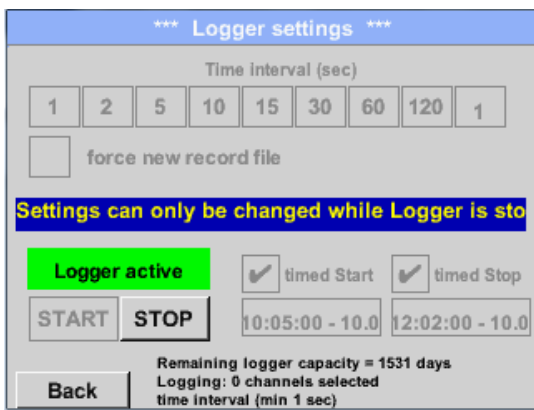 *** Logger settings ***
Time interval (sec)
1 2 5 10 15 30 60 120 1
force new record file
Settings can only be changed while Logger is sto
Logger active
timed Start timed Stop
START STOP 10:05:00 - 10.0 12:02:00 - 10.0
Remaining logger capacity = 1531 days
Logging: 0 channels selected
time interval (min 1 sec)
Back